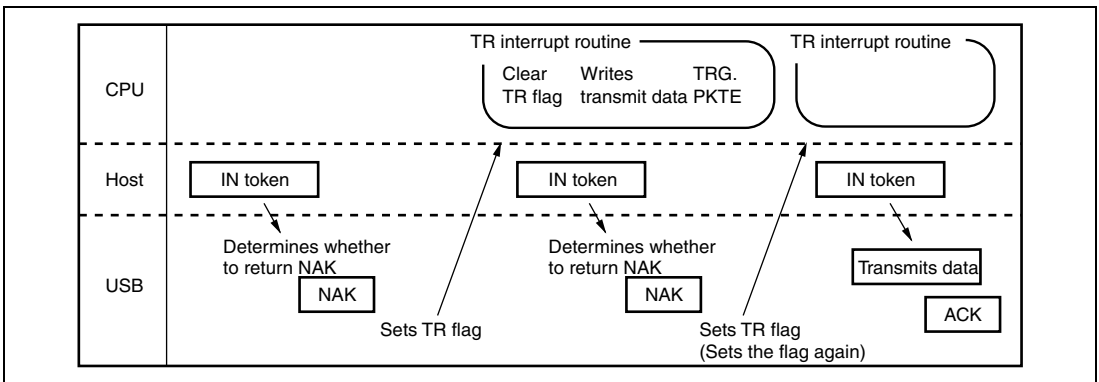 TR interrupt routine
Clear Writes TRG.
TR flag transmit data PKTE
TR interrupt routine
CPU
Host
IN token
IN token
IN token
USB
Determines whether
to return NAK
NAK
Sets TR flag
Determines whether
to return NAK
NAK
Sets TR flag
(Sets the flag again)
Transmits data
ACK